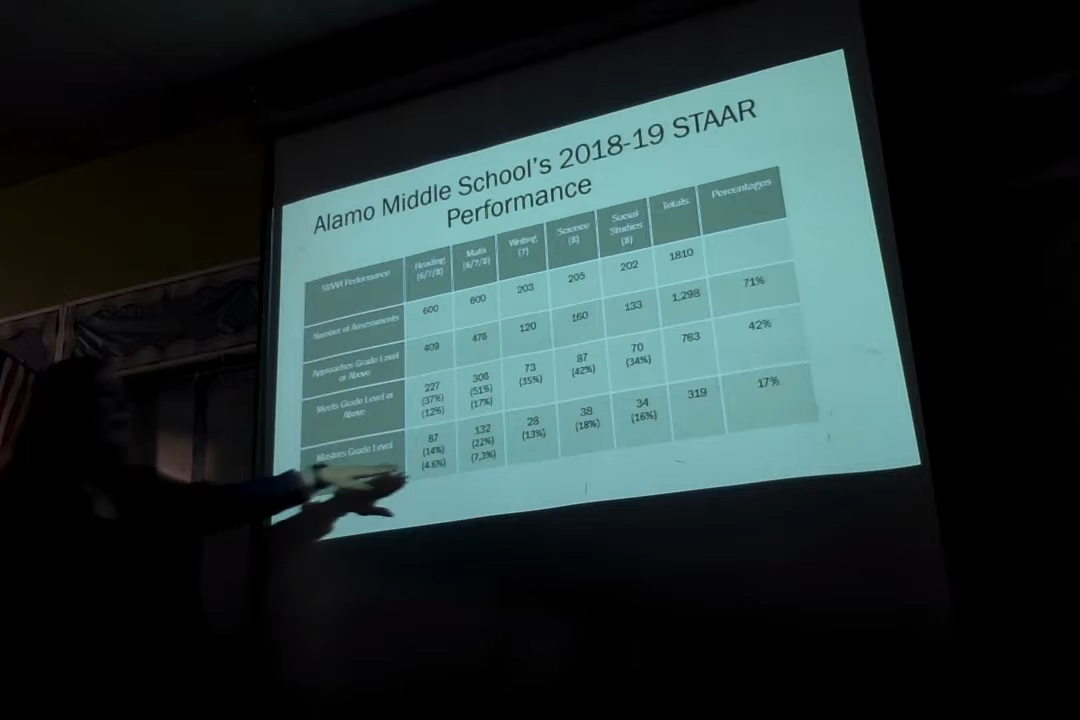 Alamo Middle School's 2018-19 STAAR
Performance
STAAR Performance Reading (6/7/8) Math (6/7/8) Writing (7) Science (8) Social Studies (8) Totals Percentages
Number of Assessments 600 600 203 205 202 1810
Approaches Grade Level or Above 409 476 120 160 133 1,298 71%
Meets Grade Level or Above 227 (37%) (12%) 306 (51%) (17%) 73 (35%) 87 (42%) 70 (34%) 763 42%
Masters Grade Level 87 (14%) (4.6%) 132 (22%) (7.3%) 28 (13%) 38 (18%) 34 (16%) 319 17%